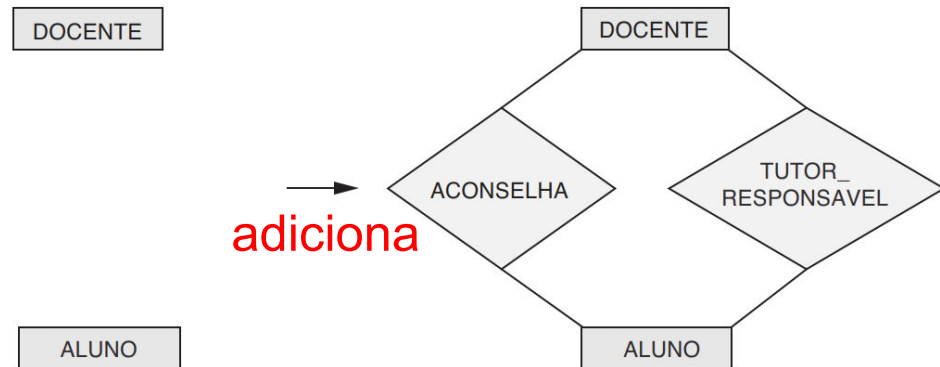 DOCENTE
DOCENTE
ACONSELHA
TUTOR_
RESPONSAVEL
adiciona
ALUNO
ALUNO